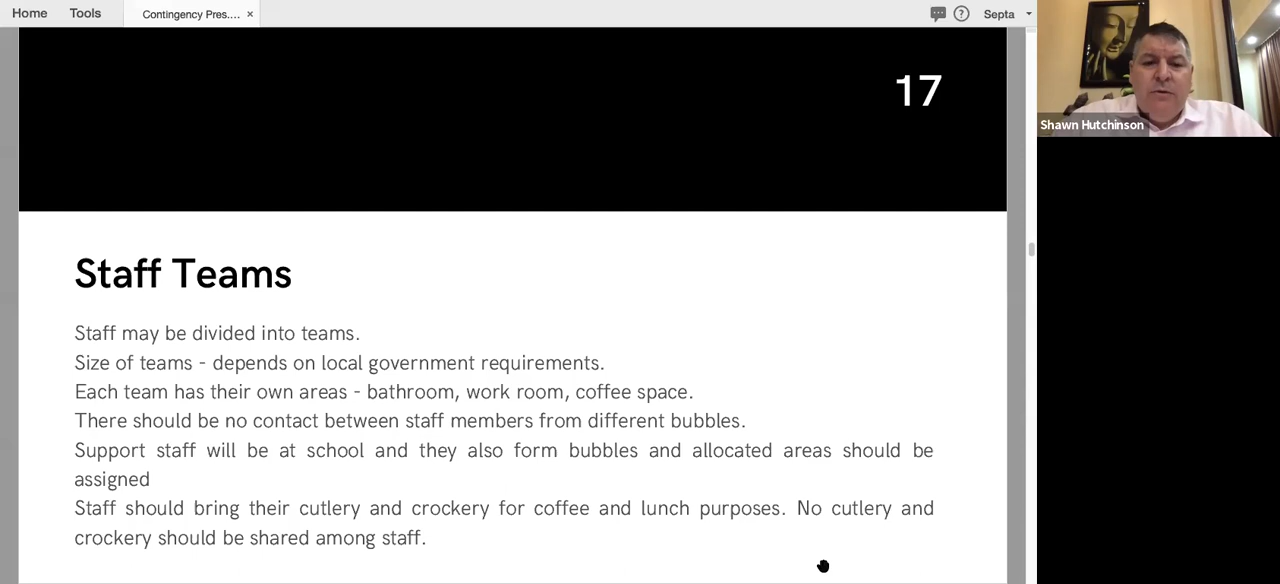 Home Tools Contingency Pres.... × ? Septa
Shawn Hutchinson
17
Staff Teams
Staff may be divided into teams.
Size of teams - depends on local government requirements.
Each team has their own areas - bathroom, work room, coffee space.
There should be no contact between staff members from different bubbles.
Support staff will be at school and they also form bubbles and allocated areas should be
assigned
Staff should bring their cutlery and crockery for coffee and lunch purposes. No cutlery and
crockery should be shared among staff.